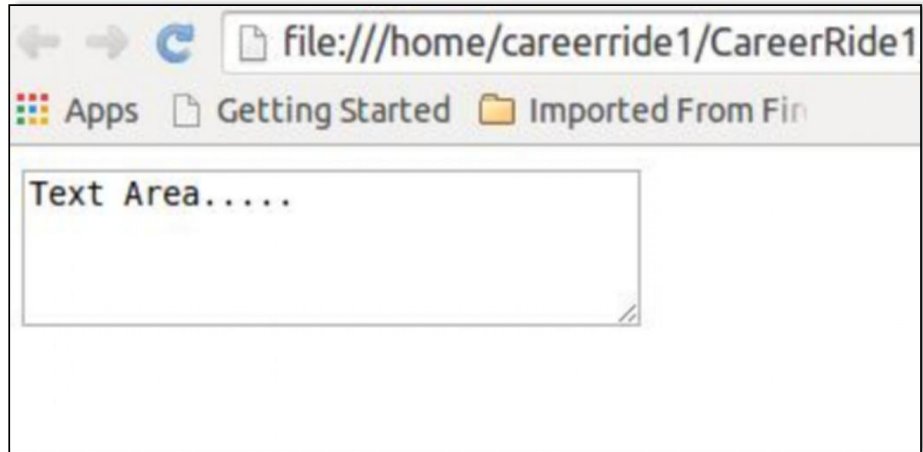 file:///home/careerride1/CareerRide1
Apps Getting Started Imported From Fir
Text Area.....